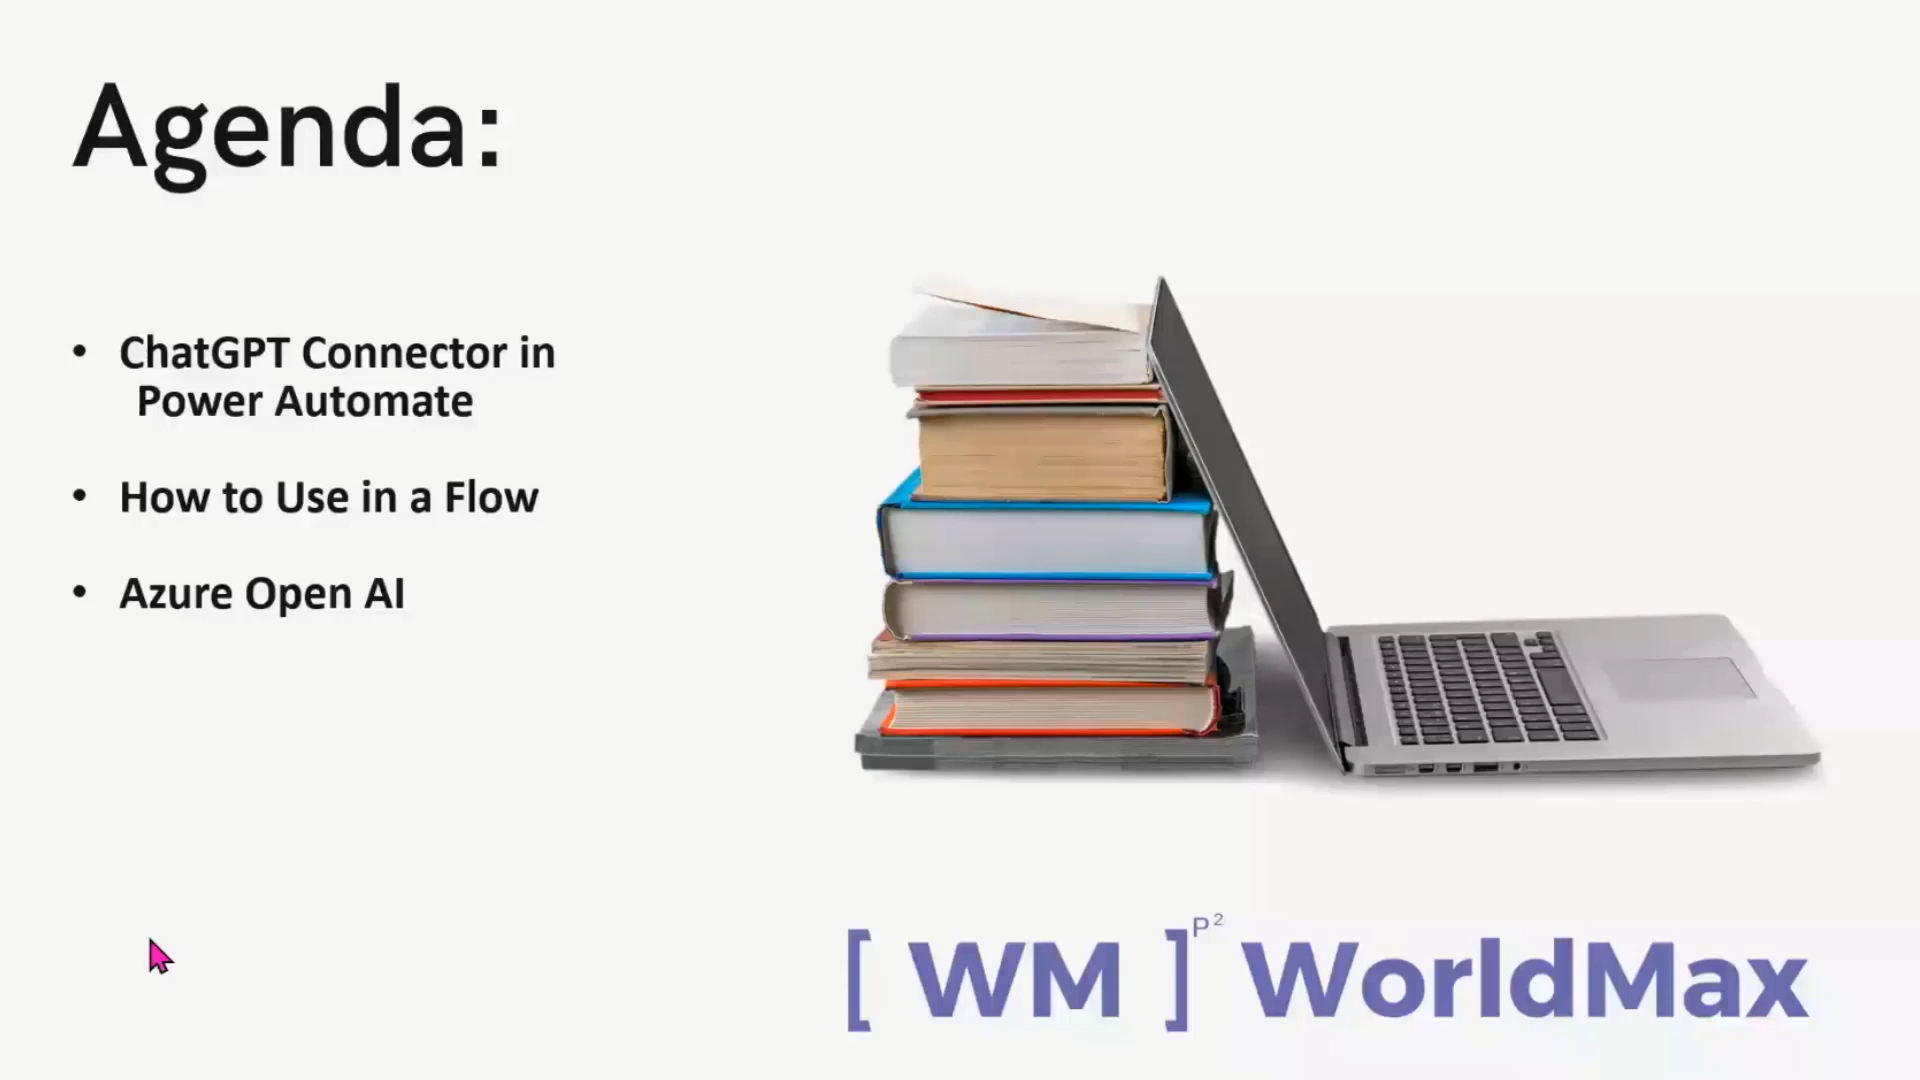 Agenda:
• ChatGPT Connector in
Power Automate
• How to Use in a Flow
• Azure Open AI
[ WM ]P² WorldMax